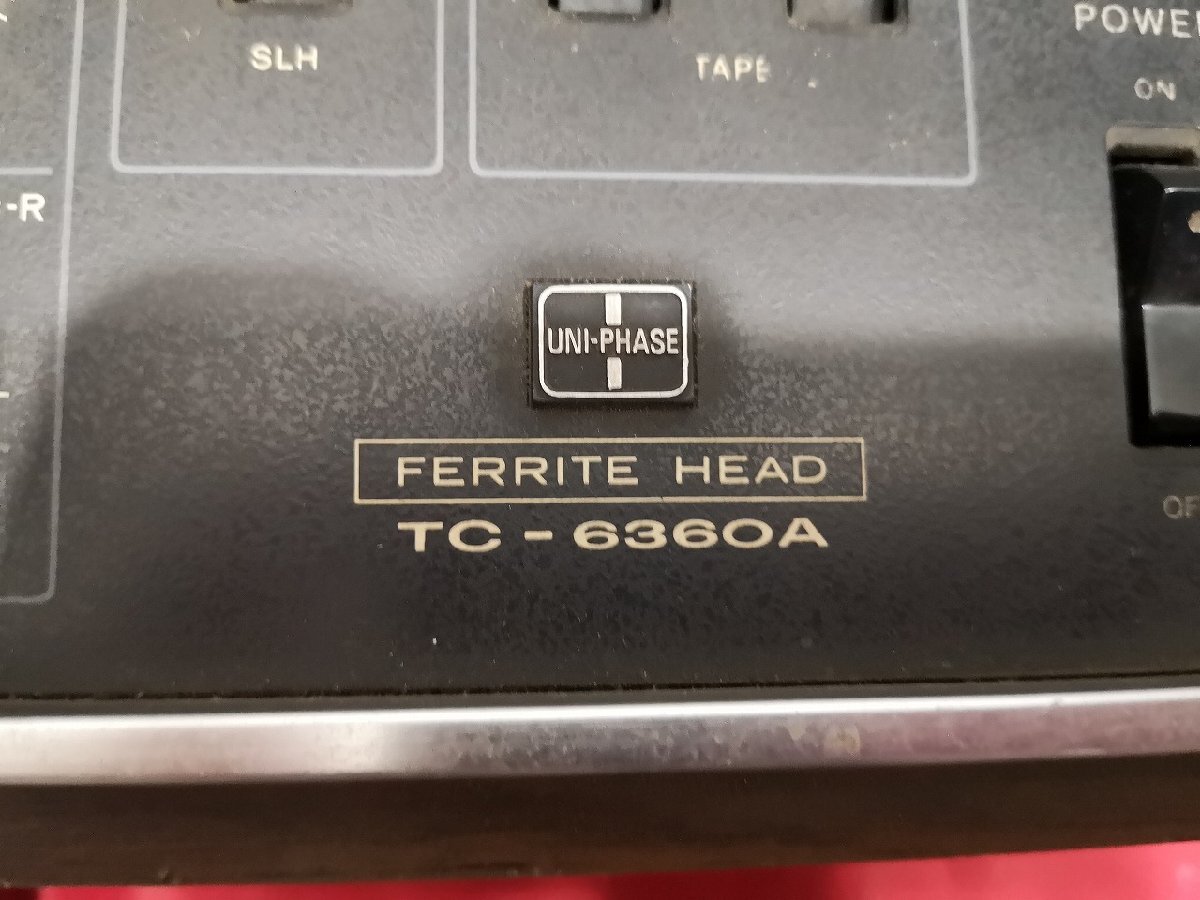 POWER
SLH
TAPE
ON
-R
UNI-PHASE
FERRITE HEAD
TC-6360A